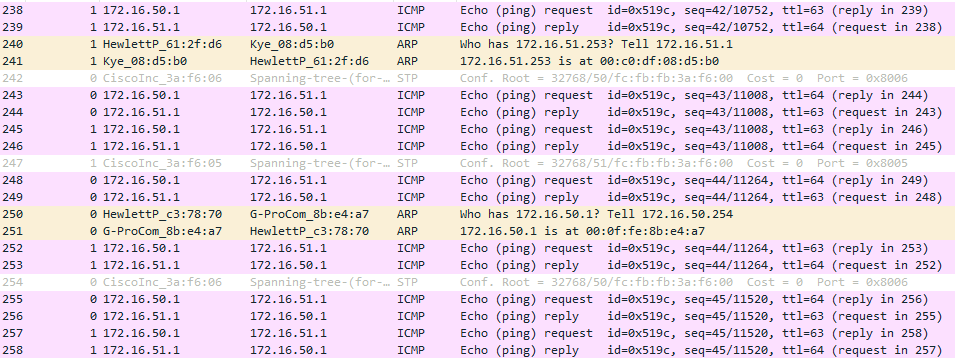 238 1 172.16.50.1 172.16.51.1 ICMP Echo (ping) request id=0x519c, seq=42/10752, ttl=63 (reply in 239)
239 1 172.16.51.1 172.16.50.1 ICMP Echo (ping) reply id=0x519c, seq=42/10752, ttl=64 (request in 238)
240 1 HewlettP_61:2f:d6 Kye_08:d5:b0 ARP Who has 172.16.51.253? Tell 172.16.51.1
241 1 Kye_08:d5:b0 HewlettP_61:2f:d6 ARP 172.16.51.253 is at 00:c0:df:08:d5:b0
242 0 CiscoInc_3a:f6:06 Spanning-tree-(for-… STP Conf. Root = 32768/50/fc:fb:fb:3a:f6:00 Cost = 0 Port = 0x8006
243 0 172.16.50.1 172.16.51.1 ICMP Echo (ping) request id=0x519c, seq=43/11008, ttl=64 (reply in 244)
244 0 172.16.51.1 172.16.50.1 ICMP Echo (ping) reply id=0x519c, seq=43/11008, ttl=63 (request in 243)
245 1 172.16.50.1 172.16.51.1 ICMP Echo (ping) request id=0x519c, seq=43/11008, ttl=63 (reply in 246)
246 1 172.16.51.1 172.16.50.1 ICMP Echo (ping) reply id=0x519c, seq=43/11008, ttl=64 (request in 245)
247 1 CiscoInc_3a:f6:05 Spanning-tree-(for-… STP Conf. Root = 32768/51/fc:fb:fb:3a:f6:00 Cost = 0 Port = 0x8005
248 0 172.16.50.1 172.16.51.1 ICMP Echo (ping) request id=0x519c, seq=44/11264, ttl=64 (reply in 249)
249 0 172.16.51.1 172.16.50.1 ICMP Echo (ping) reply id=0x519c, seq=44/11264, ttl=63 (request in 248)
250 0 HewlettP_c3:78:70 G-ProCom_8b:e4:a7 ARP Who has 172.16.50.1? Tell 172.16.50.254
251 0 G-ProCom_8b:e4:a7 HewlettP_c3:78:70 ARP 172.16.50.1 is at 00:0f:fe:8b:e4:a7
252 1 172.16.50.1 172.16.51.1 ICMP Echo (ping) request id=0x519c, seq=44/11264, ttl=63 (reply in 253)
253 1 172.16.51.1 172.16.50.1 ICMP Echo (ping) reply id=0x519c, seq=44/11264, ttl=64 (request in 252)
254 0 CiscoInc_3a:f6:06 Spanning-tree-(for-… STP Conf. Root = 32768/50/fc:fb:fb:3a:f6:00 Cost = 0 Port = 0x8006
255 0 172.16.50.1 172.16.51.1 ICMP Echo (ping) request id=0x519c, seq=45/11520, ttl=64 (reply in 256)
256 0 172.16.51.1 172.16.50.1 ICMP Echo (ping) reply id=0x519c, seq=45/11520, ttl=63 (request in 255)
257 1 172.16.50.1 172.16.51.1 ICMP Echo (ping) request id=0x519c, seq=45/11520, ttl=63 (reply in 258)
258 1 172.16.51.1 172.16.50.1 ICMP Echo (ping) reply id=0x519c, seq=45/11520, ttl=64 (request in 257)